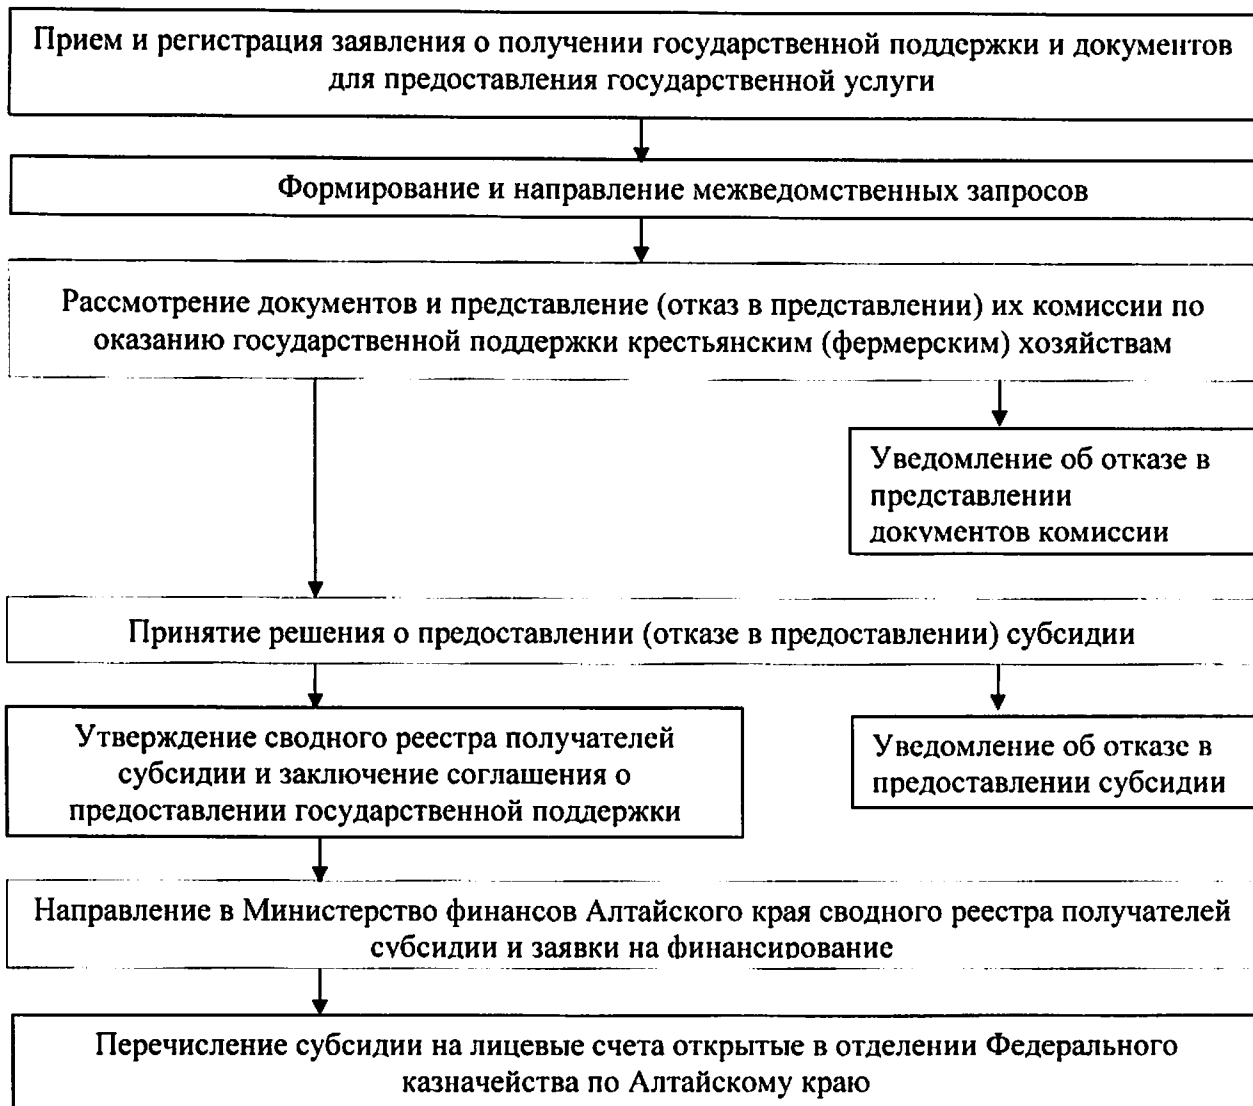 Прием и регистрация заявления о получении государственной поддержки и документов
для предоставления государственной услуги
Формирование и направление межведомственных запросов
Рассмотрение документов и представление (отказ в представлении) их комиссии по
оказанию государственной поддержки крестьянским (фермерским) хозяйствам
Уведомление об отказе в
представлении
документов комиссии
Принятие решения о предоставлении (отказе в предоставлении) субсидии
Утверждение сводного реестра получателей
субсидии и заключение соглашения о
предоставлении государственной поддержки
Уведомление об отказе в
предоставлении субсидии
Направление в Министерство финансов Алтайского края сводного реестра получателей
субсидии и заявки на финансирование
Перечисление субсидии на лицевые счета открытые в отделении Федерального
казначейства по Алтайскому краю